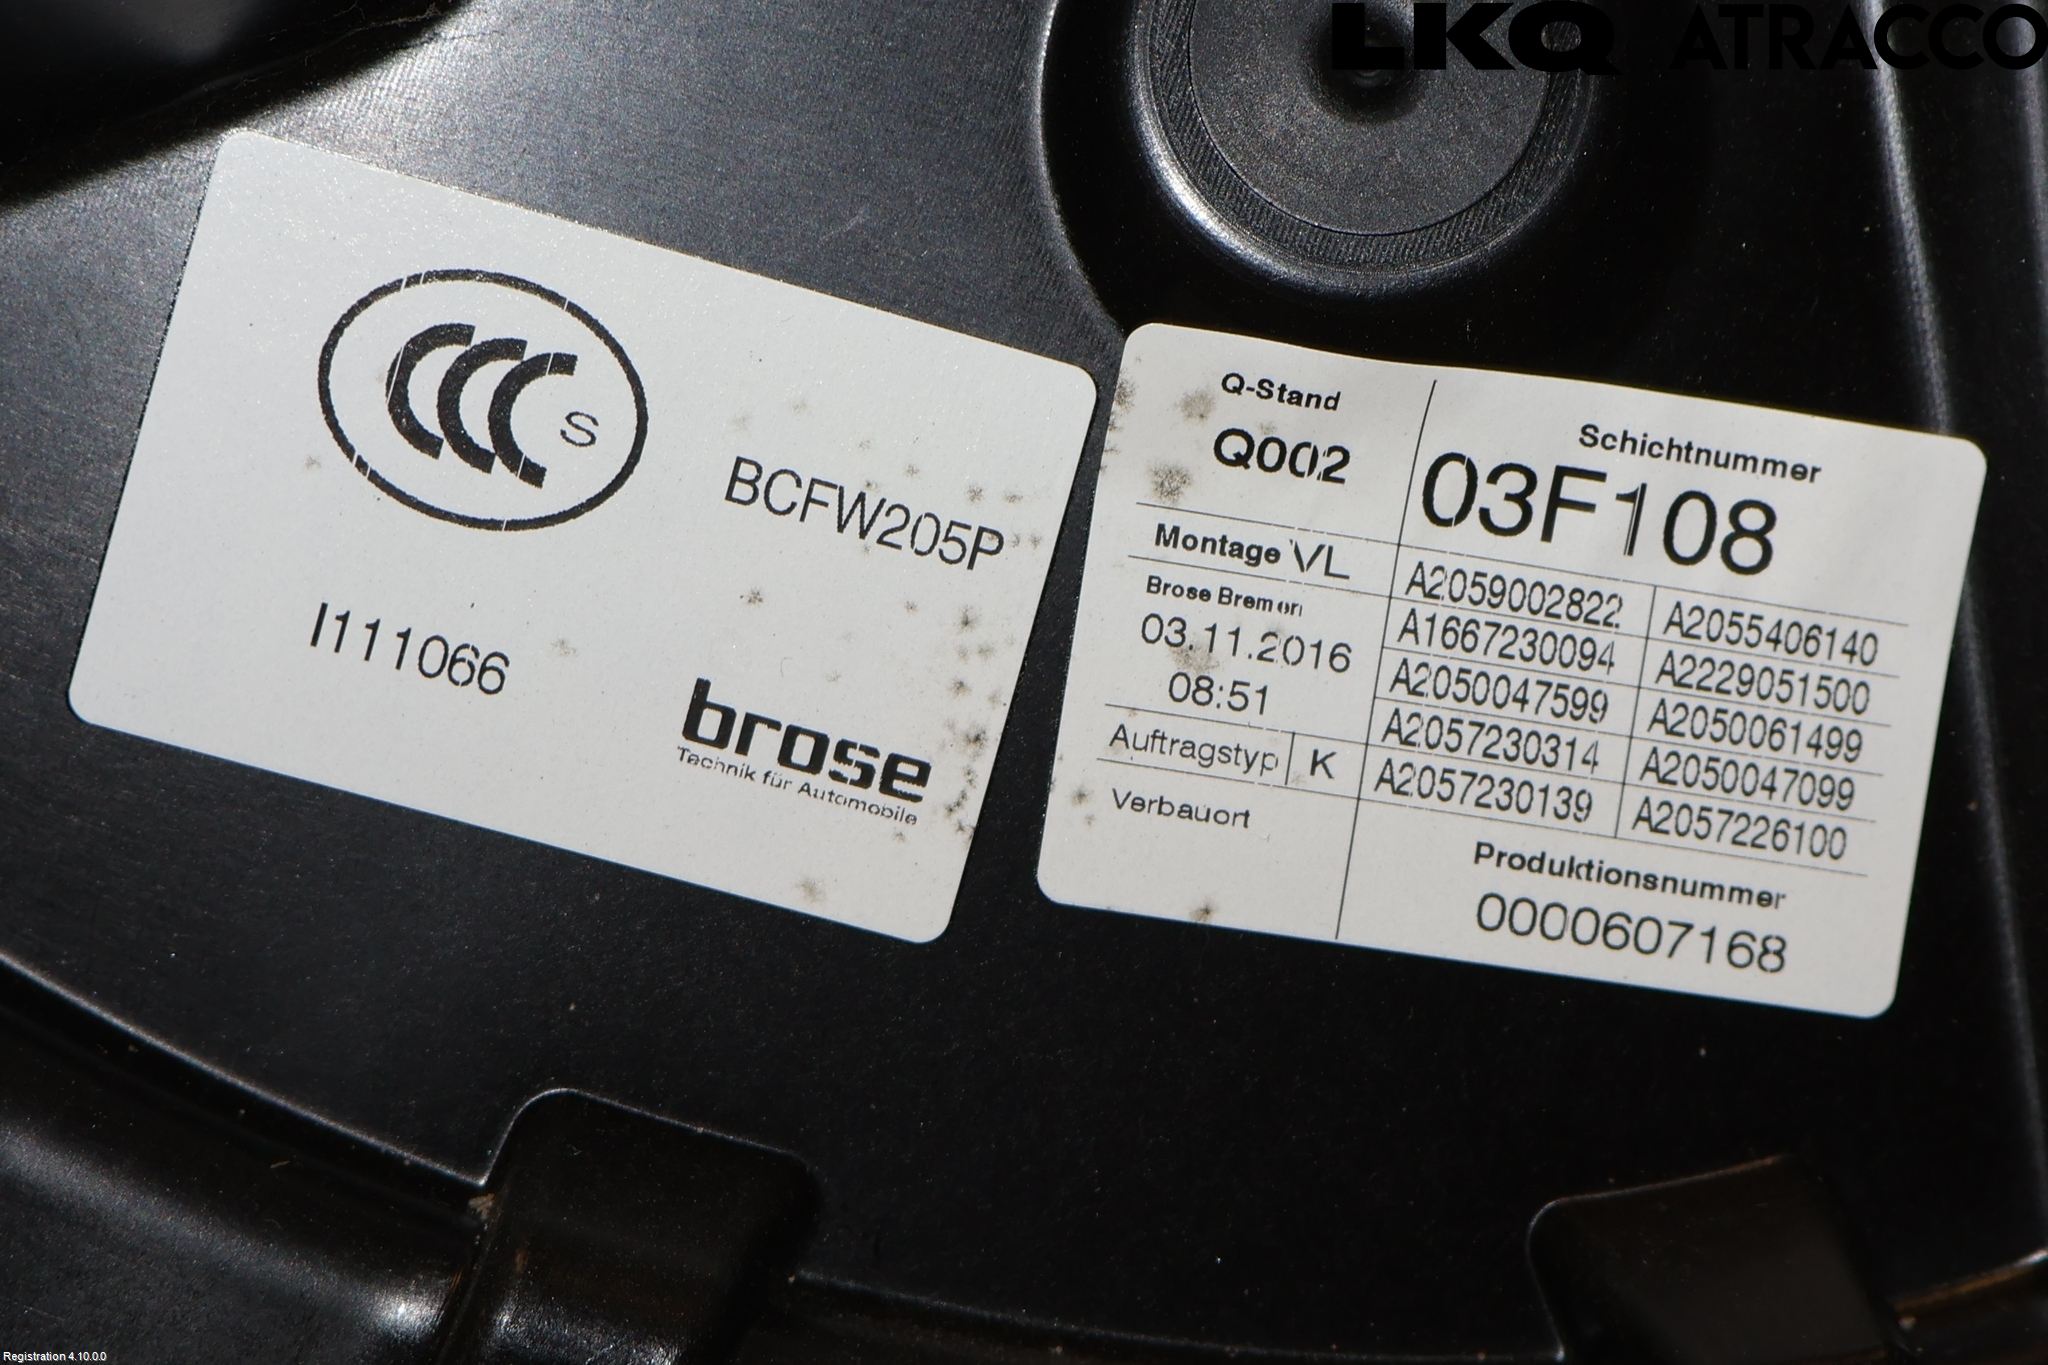 LKQ ATRACCO
CCC S
BCFW205P
I111066
brose
Technik für Automobile
Q-Stand
Q002
Schichtnummer
03F108
Montage VL
Brose Bremen
03.11.2016
08:51
Auftragstyp K
Verbauort
A2059002822 A2055406140
A1667230094 A2229051500
A2050047599 A2050061499
A2057230314 A2050047099
A2057230139 A2057226100
Produktionsnummer
0000607168
Registration 4.10.0.0